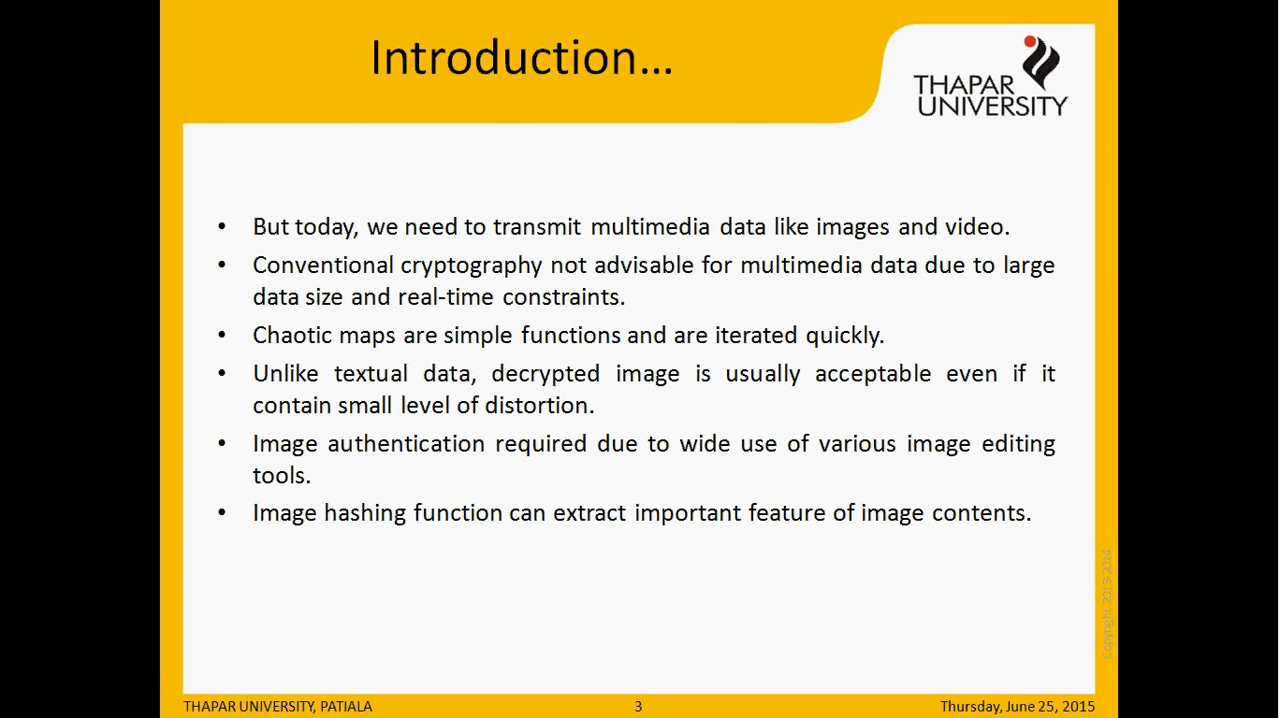 Introduction...
THAPAR
UNIVERSITY
• But today, we need to transmit multimedia data like images and video.
• Conventional cryptography not advisable for multimedia data due to large
data size and real-time constraints.
• Chaotic maps are simple functions and are iterated quickly.
• Unlike textual data, decrypted image is usually acceptable even if it
contain small level of distortion.
• Image authentication required due to wide use of various image editing
tools.
• Image hashing function can extract important feature of image contents.
Copyright 2013-2014
THAPAR UNIVERSITY, PATIALA
3
Thursday, June 25, 2015